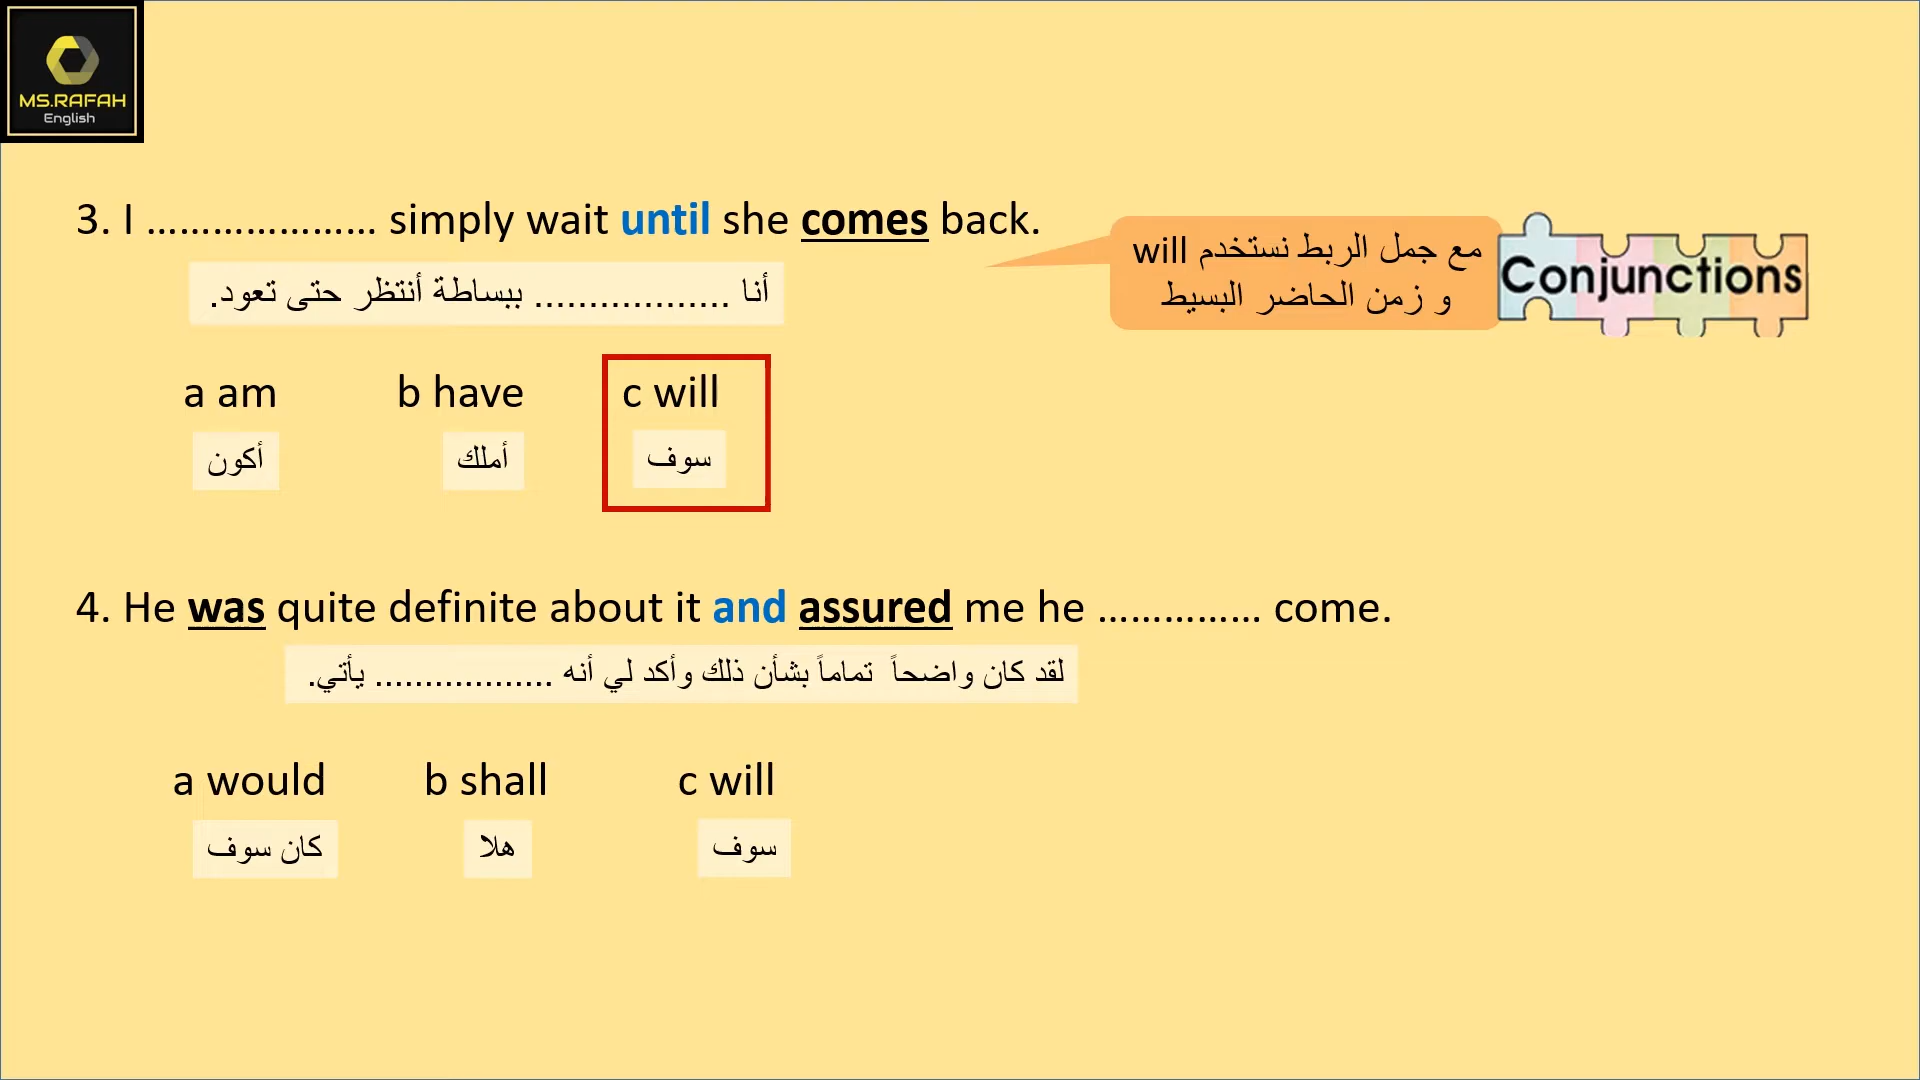 MS.RAFAH
English
3. I ………………… simply wait until she comes back.
مع جمل الربط نستخدم will
و زمن الحاضر البسيط
Conjunctions
أنا .................. ببساطة أنتظر حتى تعود.
a am b have c will
أكون أملك سوف
4. He was quite definite about it and assured me he …………… come.
لقد كان واضحاً تماماً بشأن ذلك وأكد لي أنه .................. يأتي.
a would b shall c will
كان سوف هلا سوف